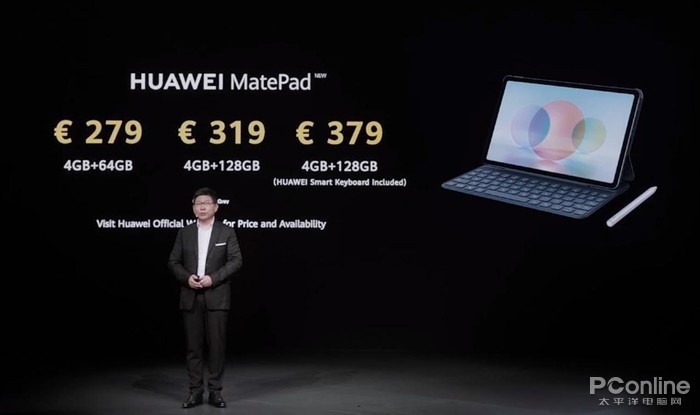 HUAWEI MatePad NEW
€ 279 € 319 € 379
4GB+64GB 4GB+128GB 4GB+128GB
(HUAWEI Smart Keyboard Included)
Grey
Visit Huawei Official W for Price and Availability
PConline
太平洋电脑网